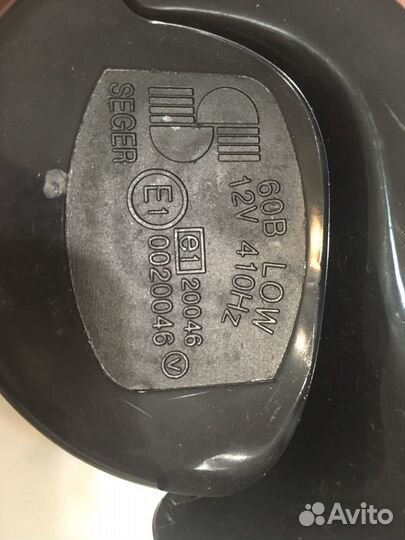 SEGER
60B LOW
12V 410Hz
e1 20046
E1 0020046 V
Avito